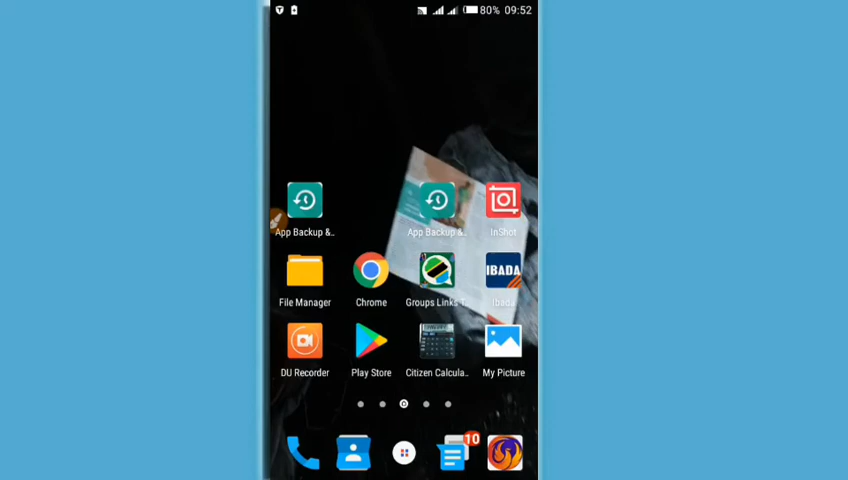 80% 09:52
App Backup &..
App Backup &..
InShot
File Manager
Chrome
Groups Links T..
IBADA
Ibada
DU Recorder
Play Store
Citizen Calcula..
My Picture
10